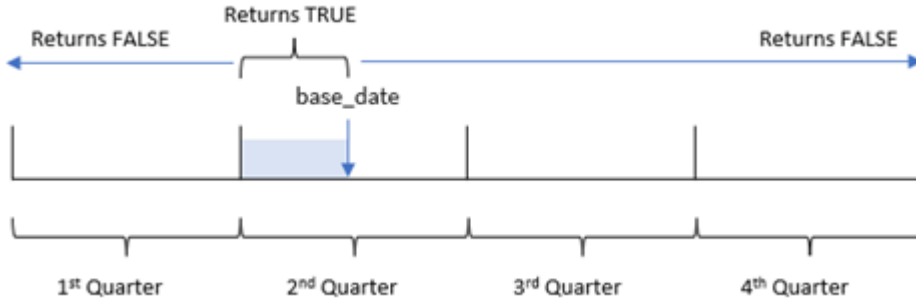 Returns TRUE
Returns FALSE
Returns FALSE
base_date
1st Quarter
2nd Quarter
3rd Quarter
4th Quarter